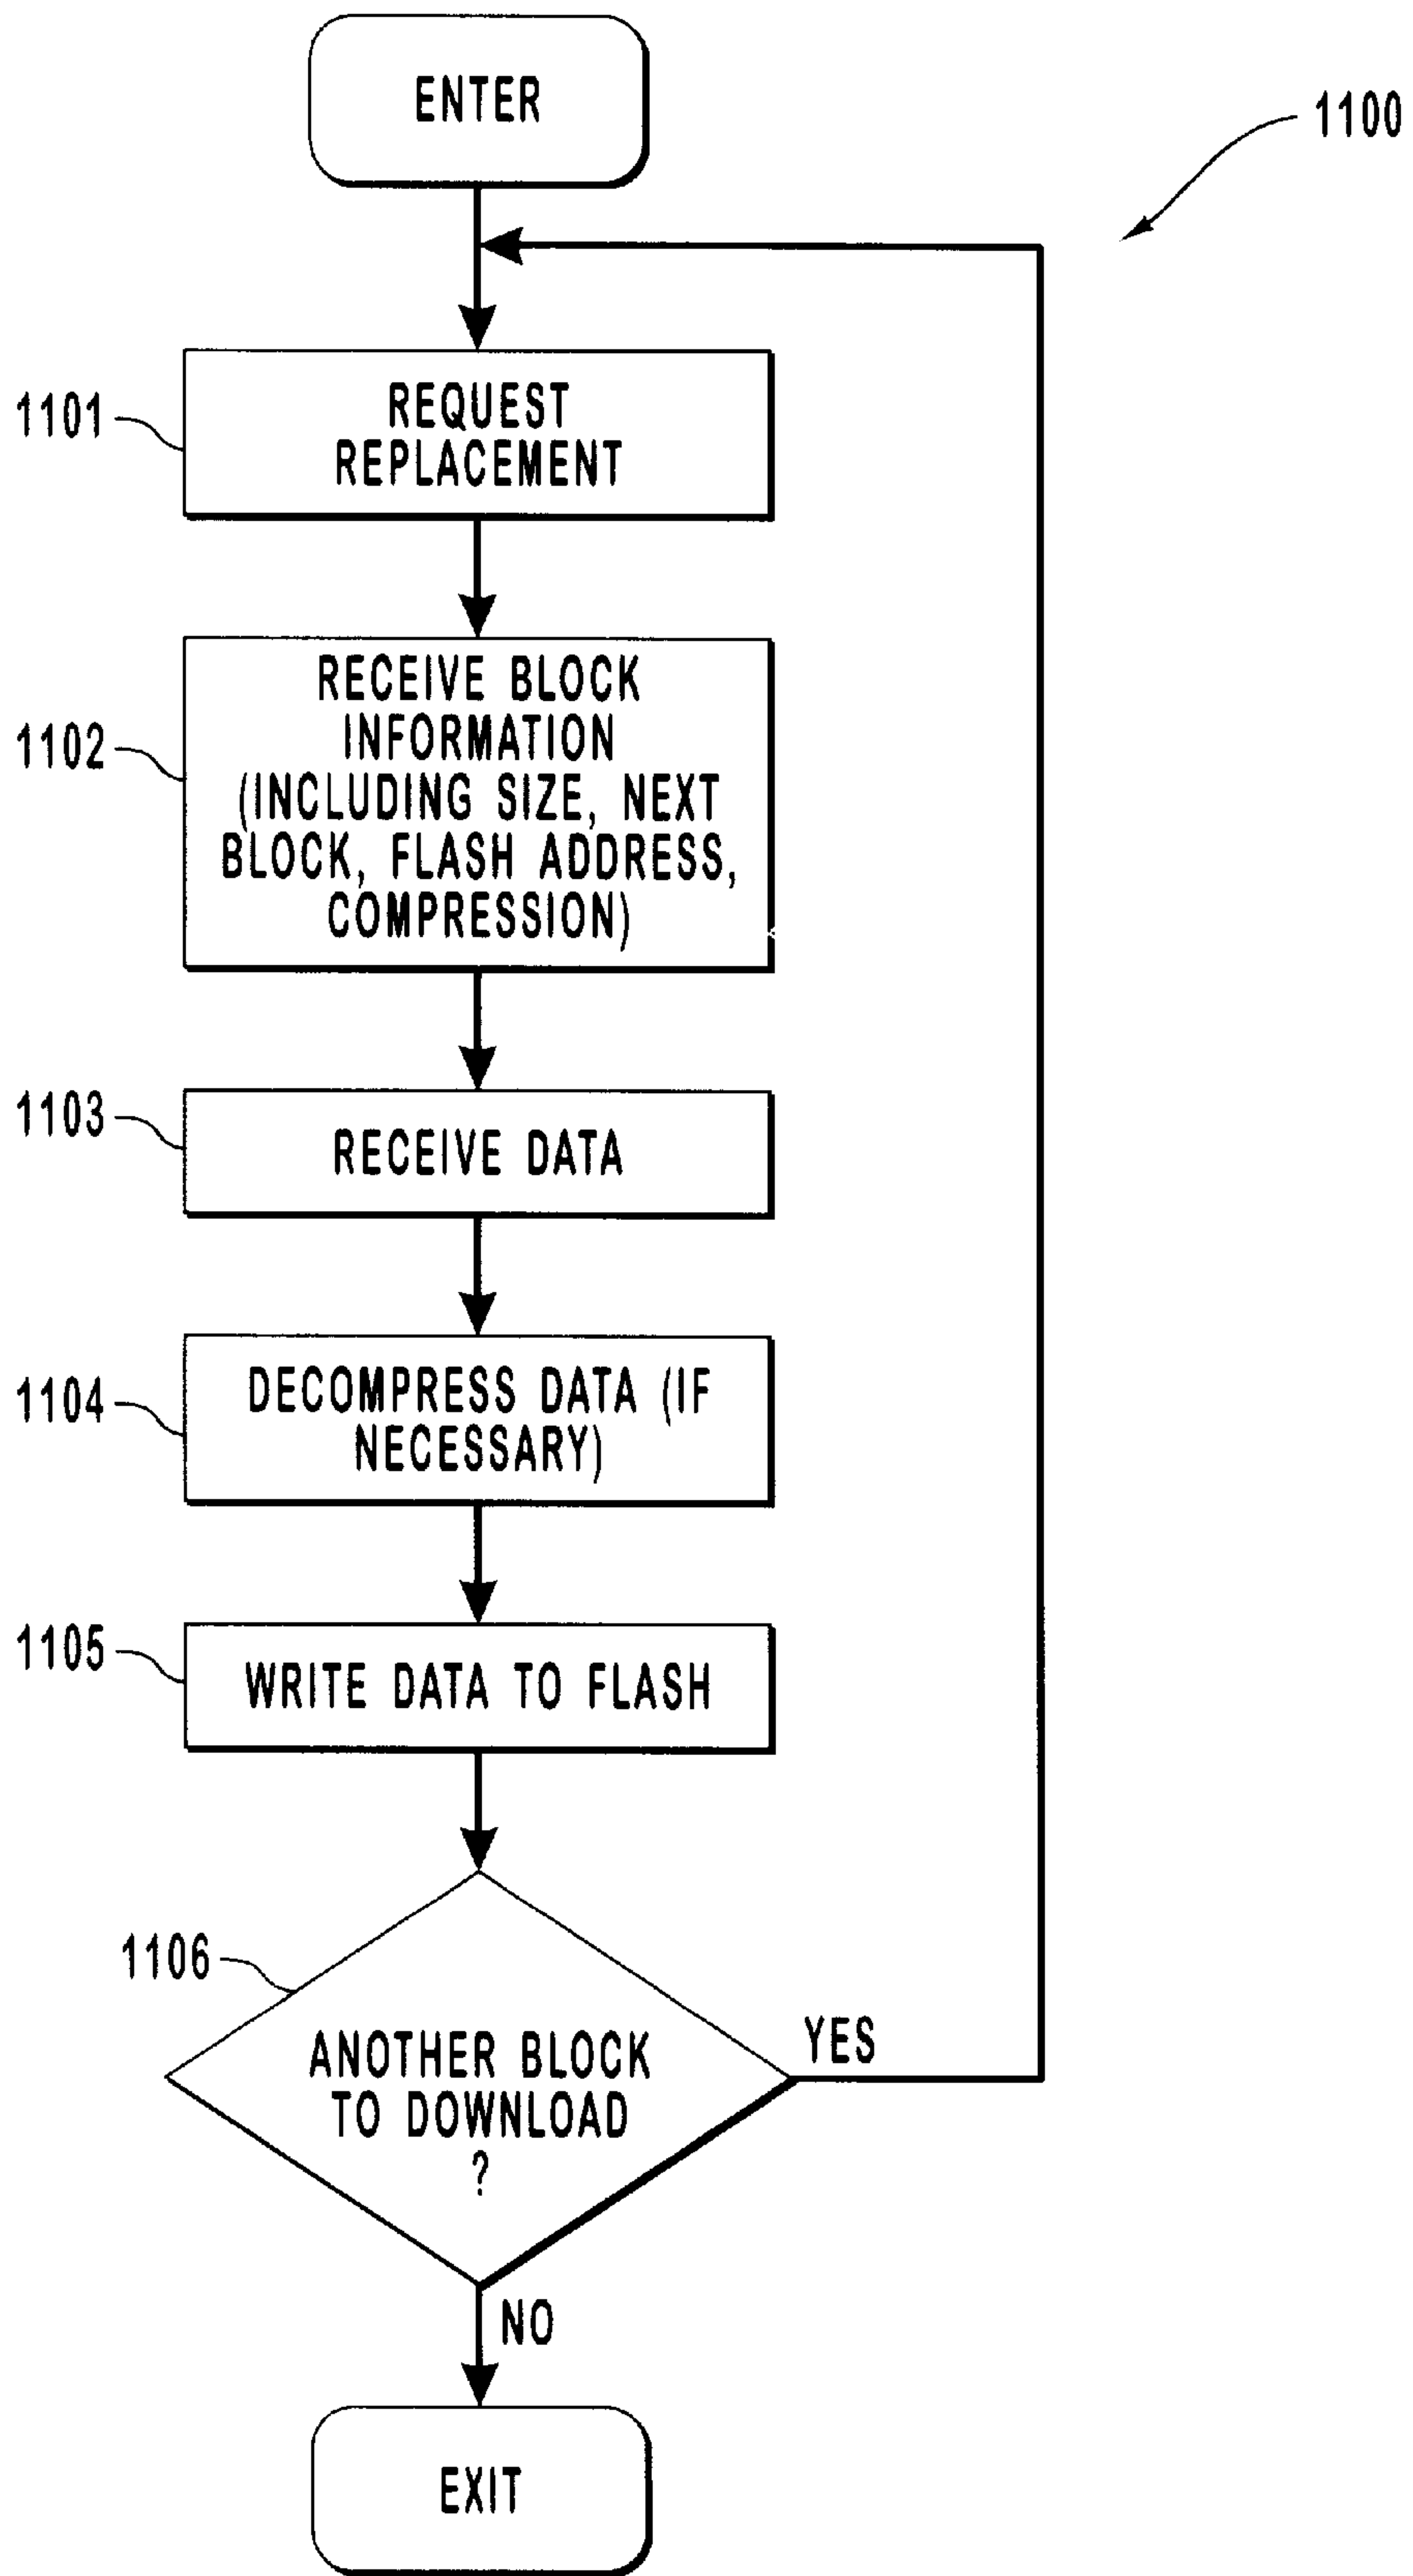 ENTER
1100
1101
REQUEST
REPLACEMENT
1102
RECEIVE BLOCK
INFORMATION
(INCLUDING SIZE, NEXT
BLOCK, FLASH ADDRESS,
COMPRESSION)
1103
RECEIVE DATA
1104
DECOMPRESS DATA (IF
NECESSARY)
1105
WRITE DATA TO FLASH
1106
ANOTHER BLOCK
TO DOWNLOAD
?
YES
NO
EXIT